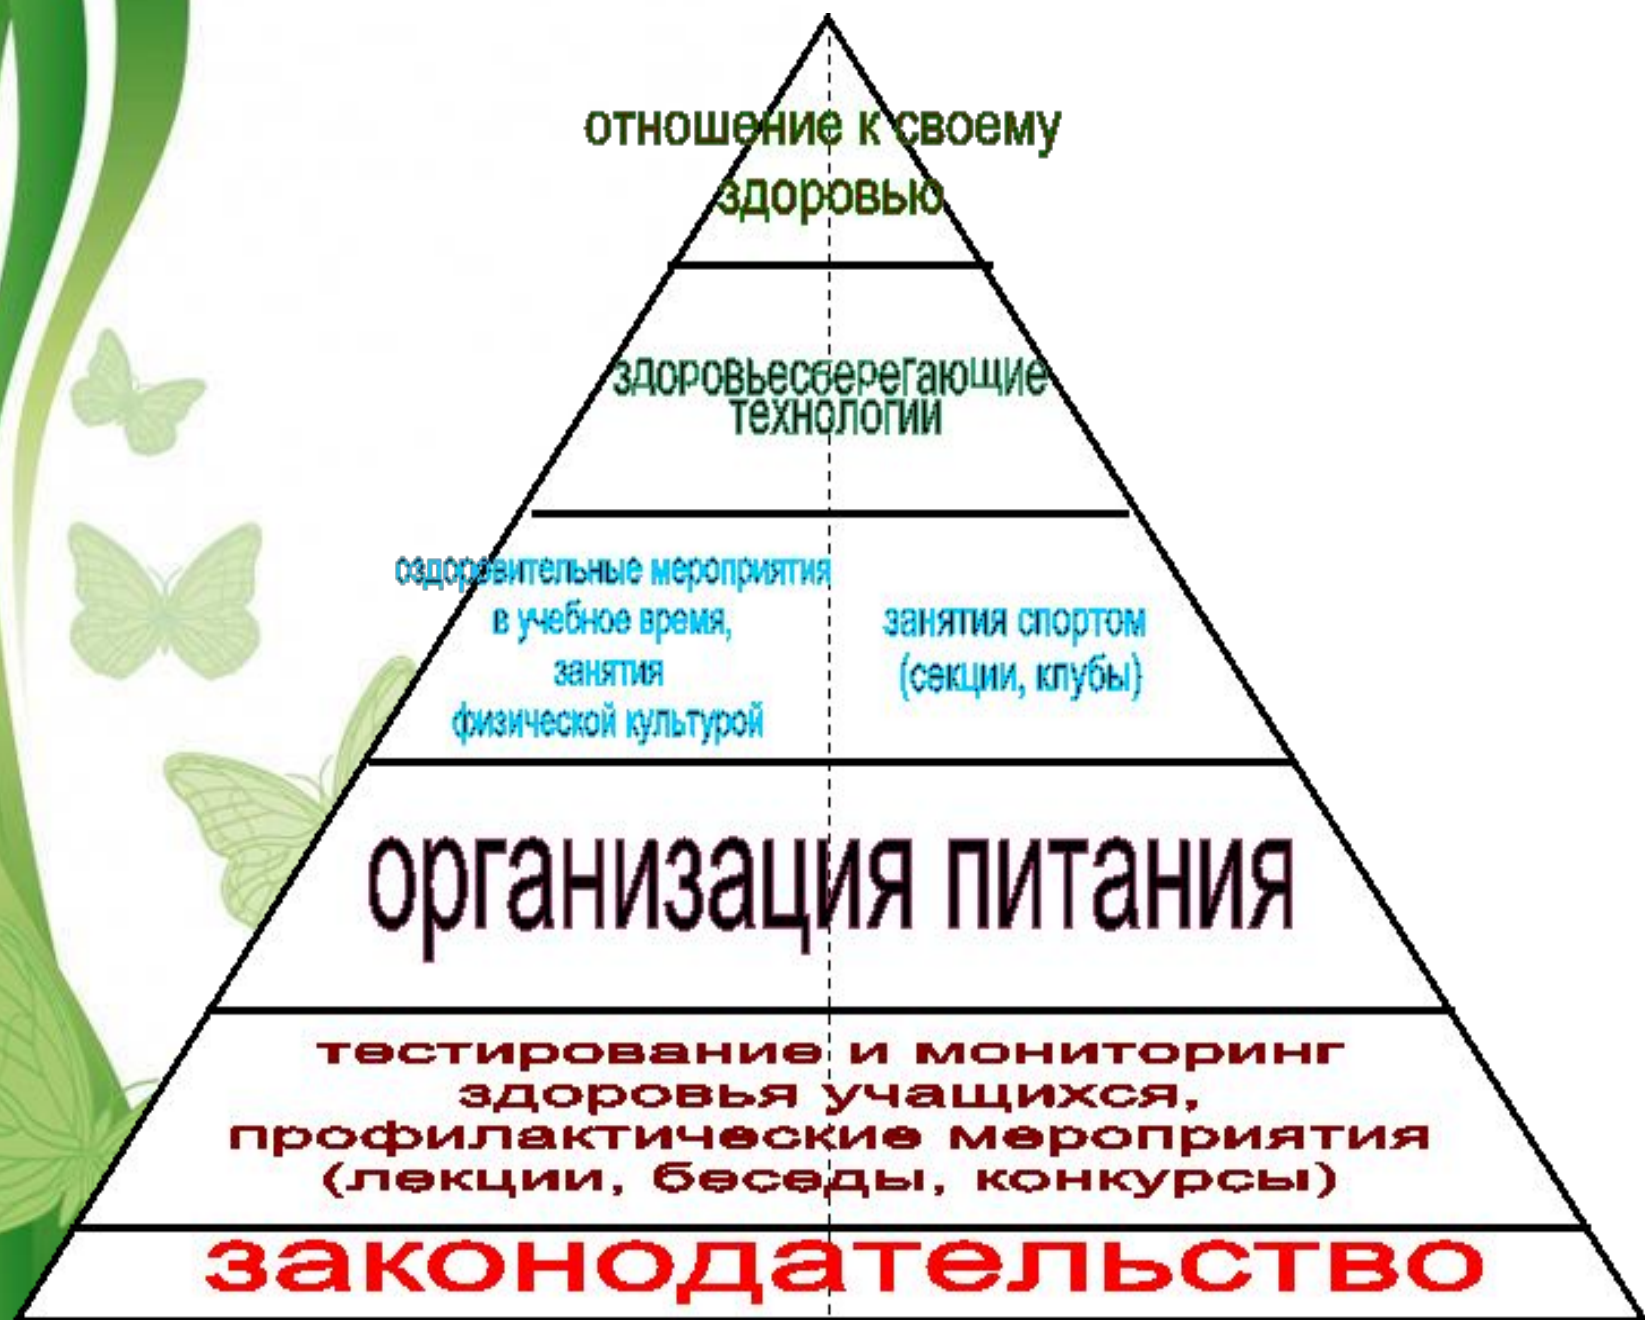 отношение к своему
здоровью
здоровьесберегающие
технологии
оздоровительные мероприятия
в учебное время,
занятия
физической культурой
занятия спортом
(секции, клубы)
организация питания
тестирование и мониторинг
здоровья учащихся,
профилактические мероприятия
(лекции, беседы, конкурсы)
законодательство